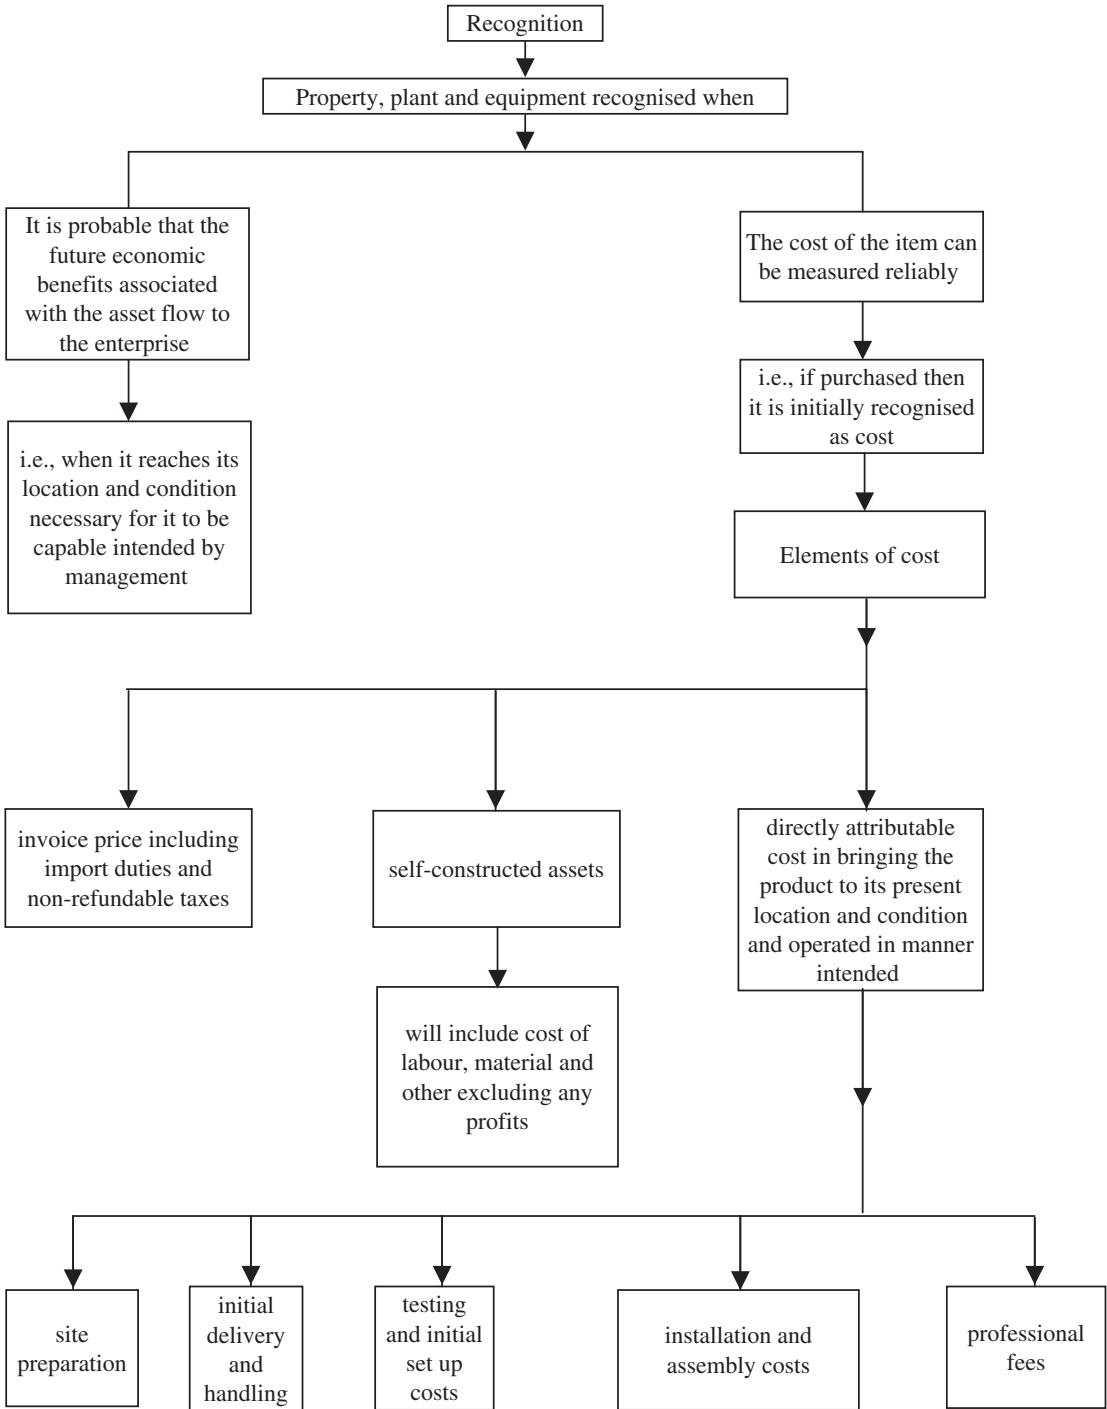 Recognition
Property, plant and equipment recognised when
It is probable that the
future economic
benefits associated
with the asset flow to
the enterprise
The cost of the item can
be measured reliably
i.e., if purchased then
it is initially recognised
as cost
i.e., when it reaches its
location and condition
necessary for it to be
capable intended by
management
Elements of cost
invoice price including
import duties and
non-refundable taxes
self-constructed assets
directly attributable
cost in bringing the
product to its present
location and condition
and operated in manner
intended
will include cost of
labour, material and
other excluding any
profits
site
preparation
initial
delivery
and
handling
testing
and initial
set up
costs
installation and
assembly costs
professional
fees